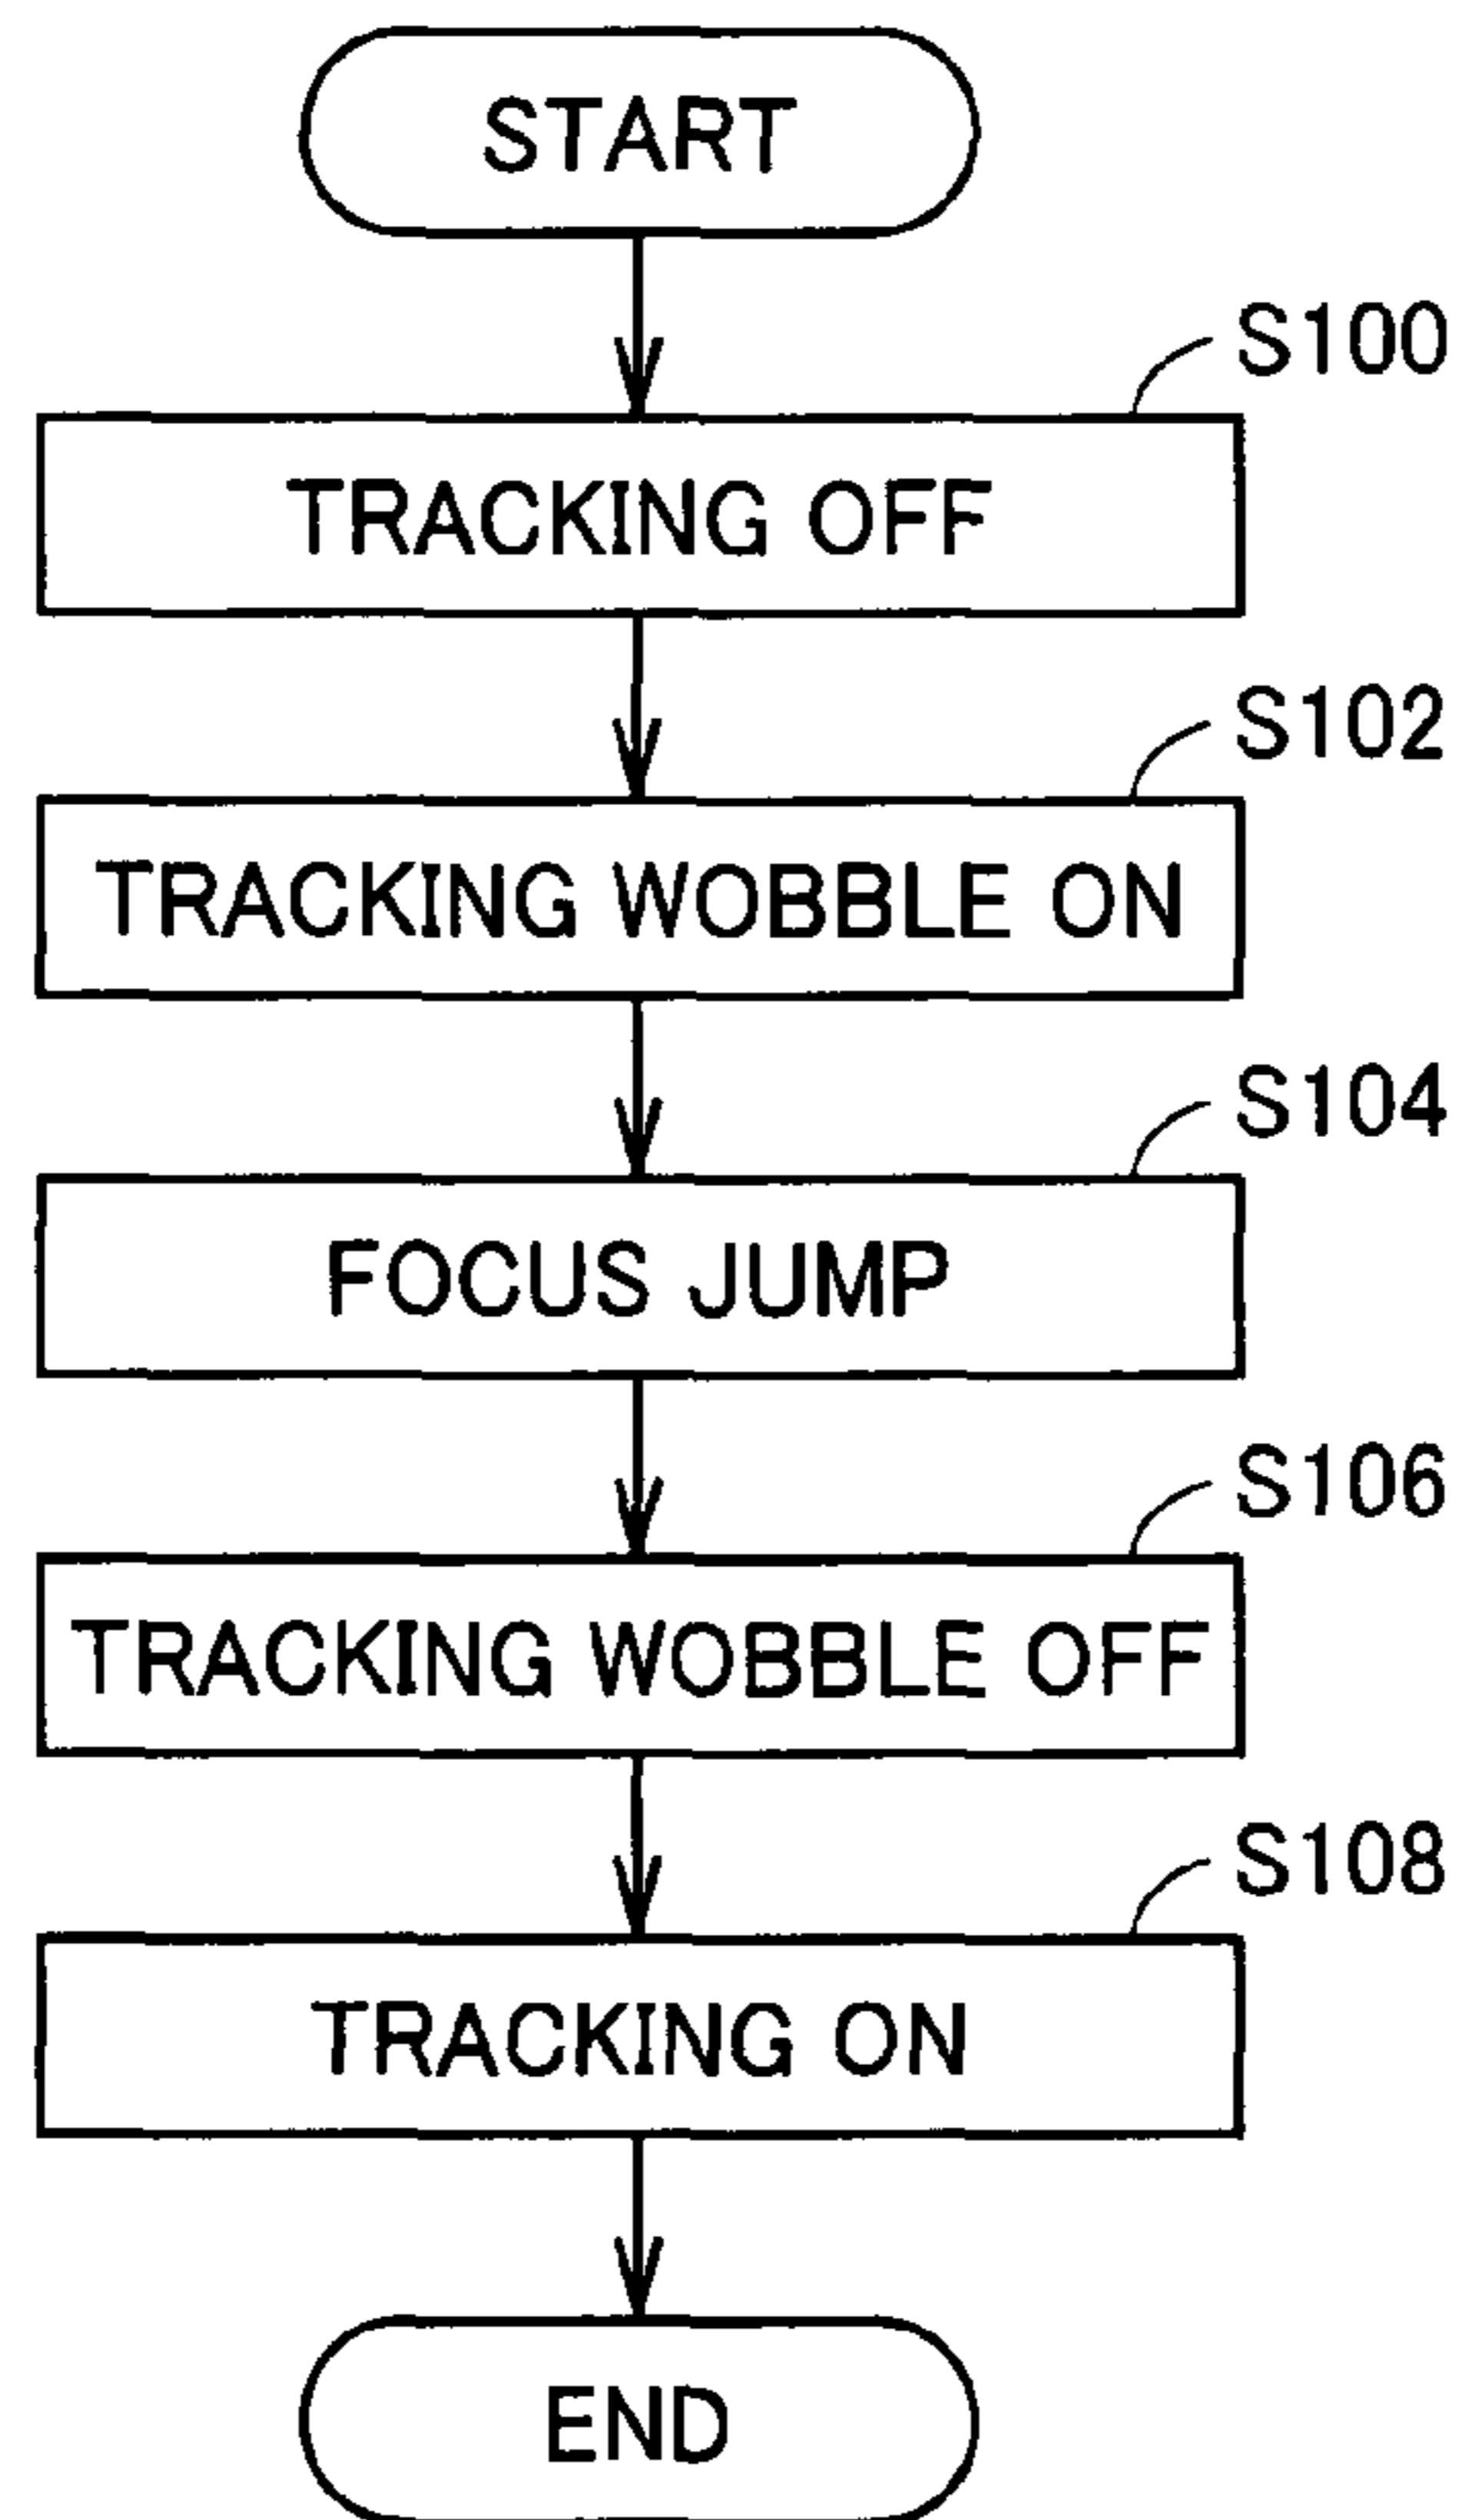 START
S100
TRACKING OFF
S102
TRACKING WOBBLE ON
S104
FOCUS JUMP
S106
TRACKING WOBBLE OFF
S108
TRACKING ON
END